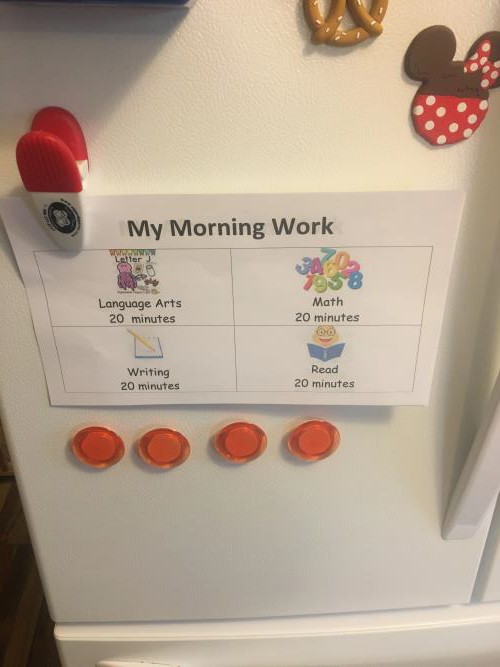 My Morning Work
Letter J
Language Arts
20 minutes
Math
20 minutes
Writing
20 minutes
Read
20 minutes